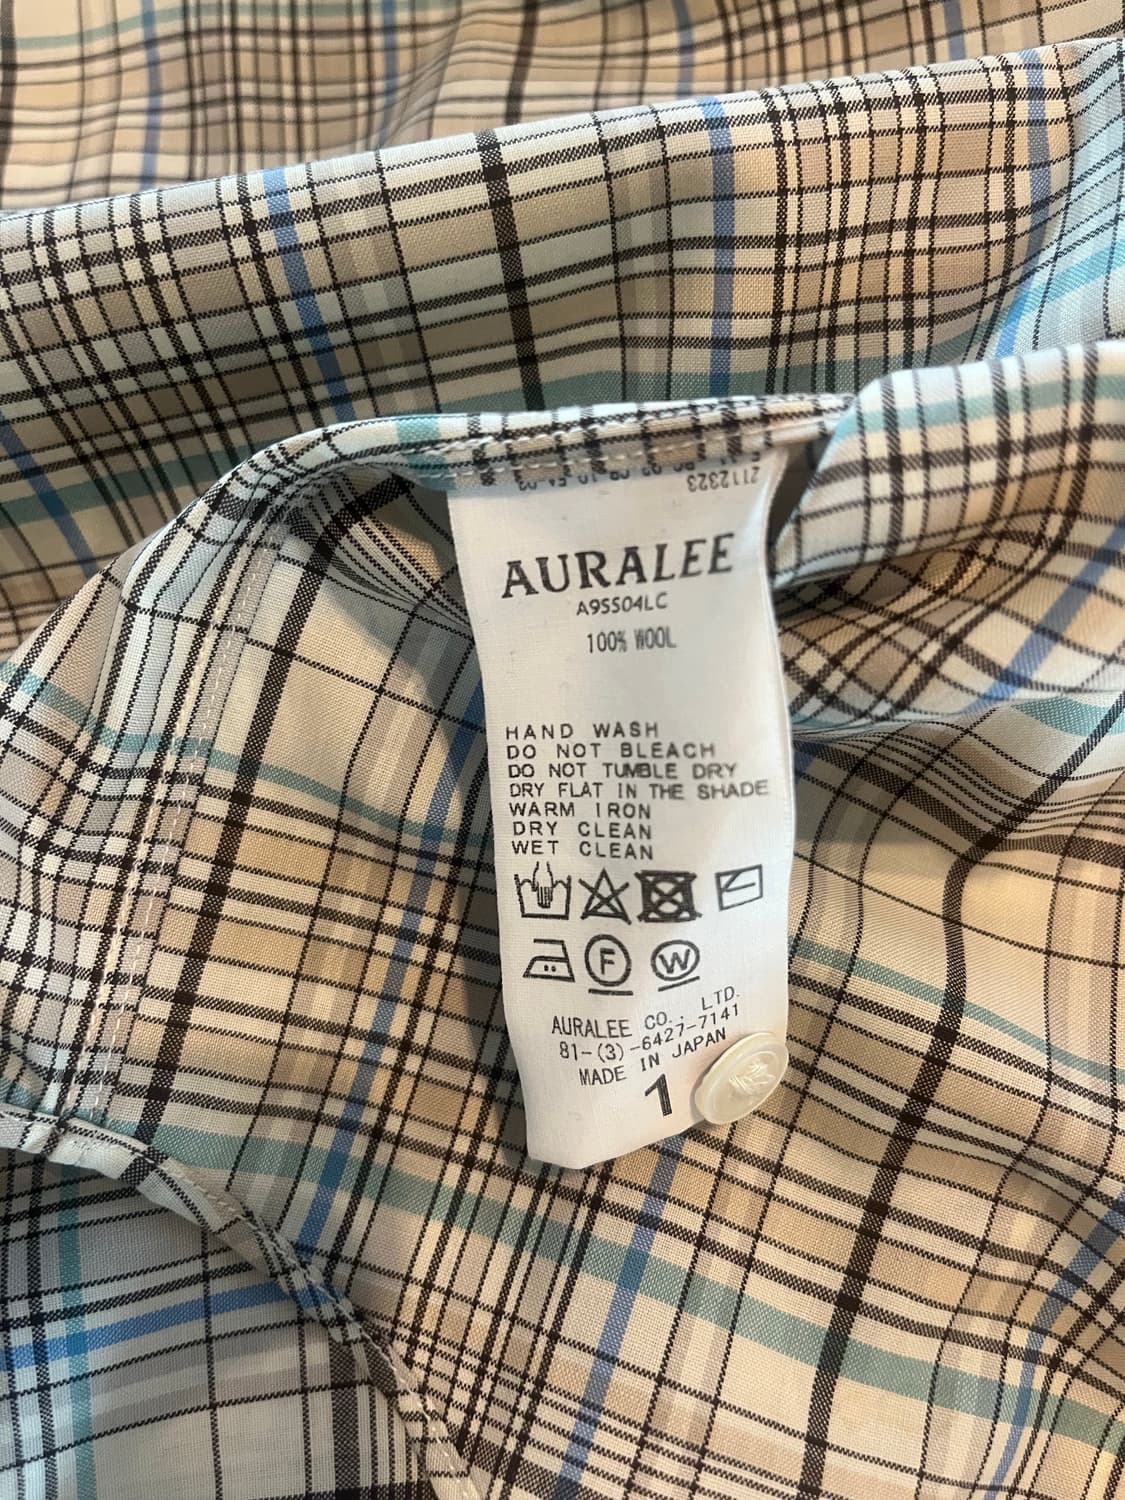 2112323
AURALEE
A9SS04LC
100% WOOL
HAND WASH
DO NOT BLEACH
DO NOT TUMBLE DRY
DRY FLAT IN THE SHADE
WARM IRON
DRY CLEAN
WET CLEAN
F W
AURALEE CO., LTD.
81-(3)-6427-7141
MADE IN JAPAN
1